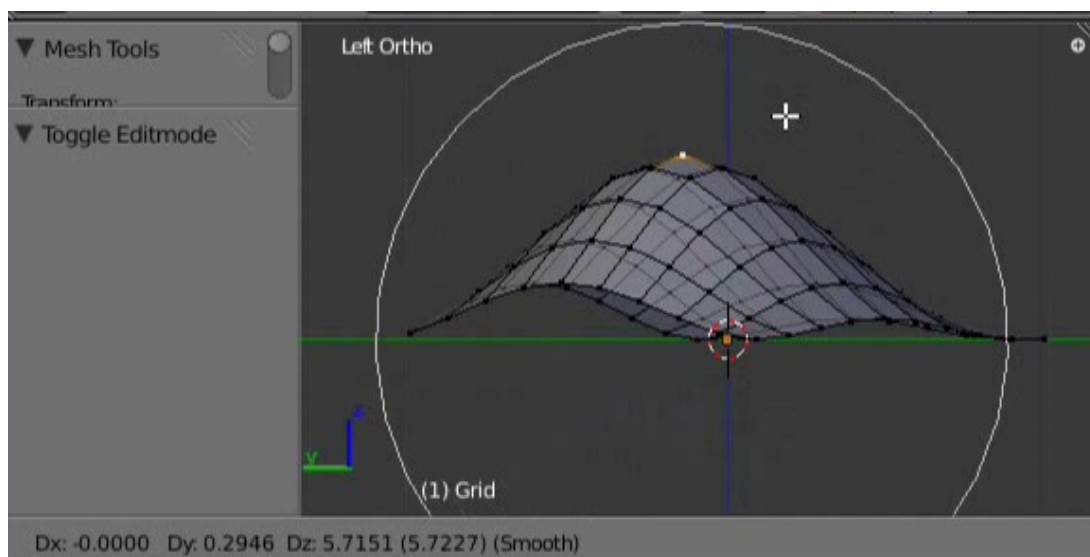 Mesh Tools
Transform:
Toggle Editmode
Left Ortho
z
y
(1) Grid
Dx: -0.0000 Dy: 0.2946 Dz: 5.7151 (5.7227) (Smooth)